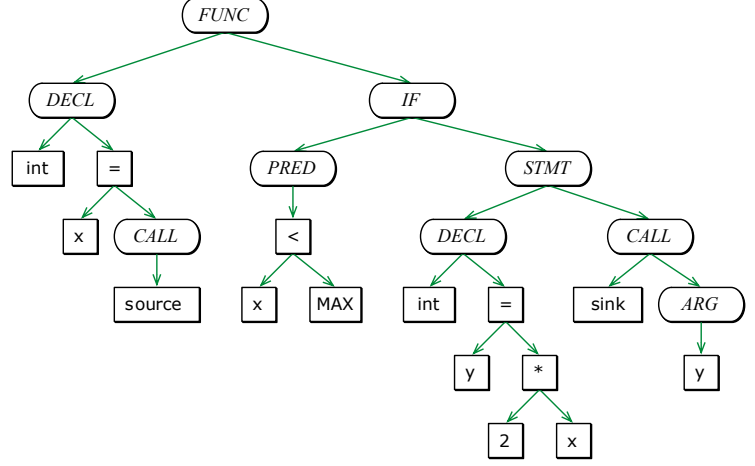 FUNC
DECL IF
int = PRED STMT
x CALL < DECL CALL
source x MAX int = sink ARG
y * y
2 x